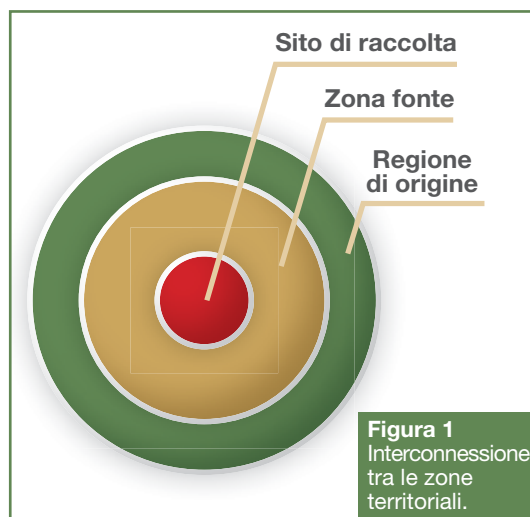 Sito di raccolta
Zona fonte
Regione
di origine
Figura 1
Interconnessione
tra le zone
territoriali.